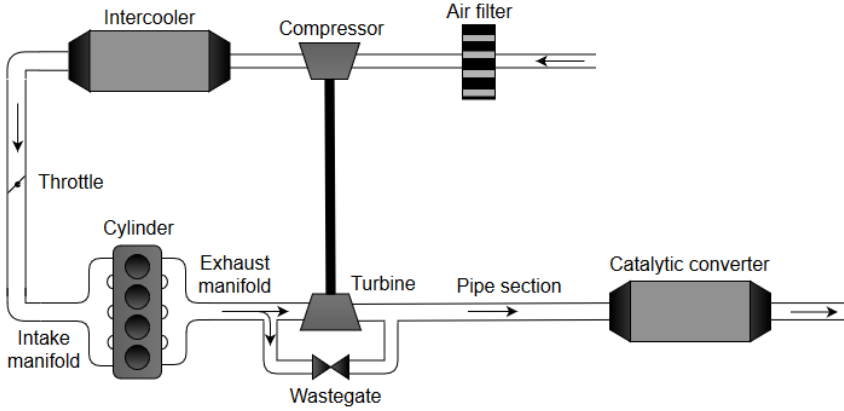 Intercooler
Compressor
Air filter
Throttle
Cylinder
Exhaust
manifold
Turbine
Pipe section
Catalytic converter
Intake
manifold
Wastegate